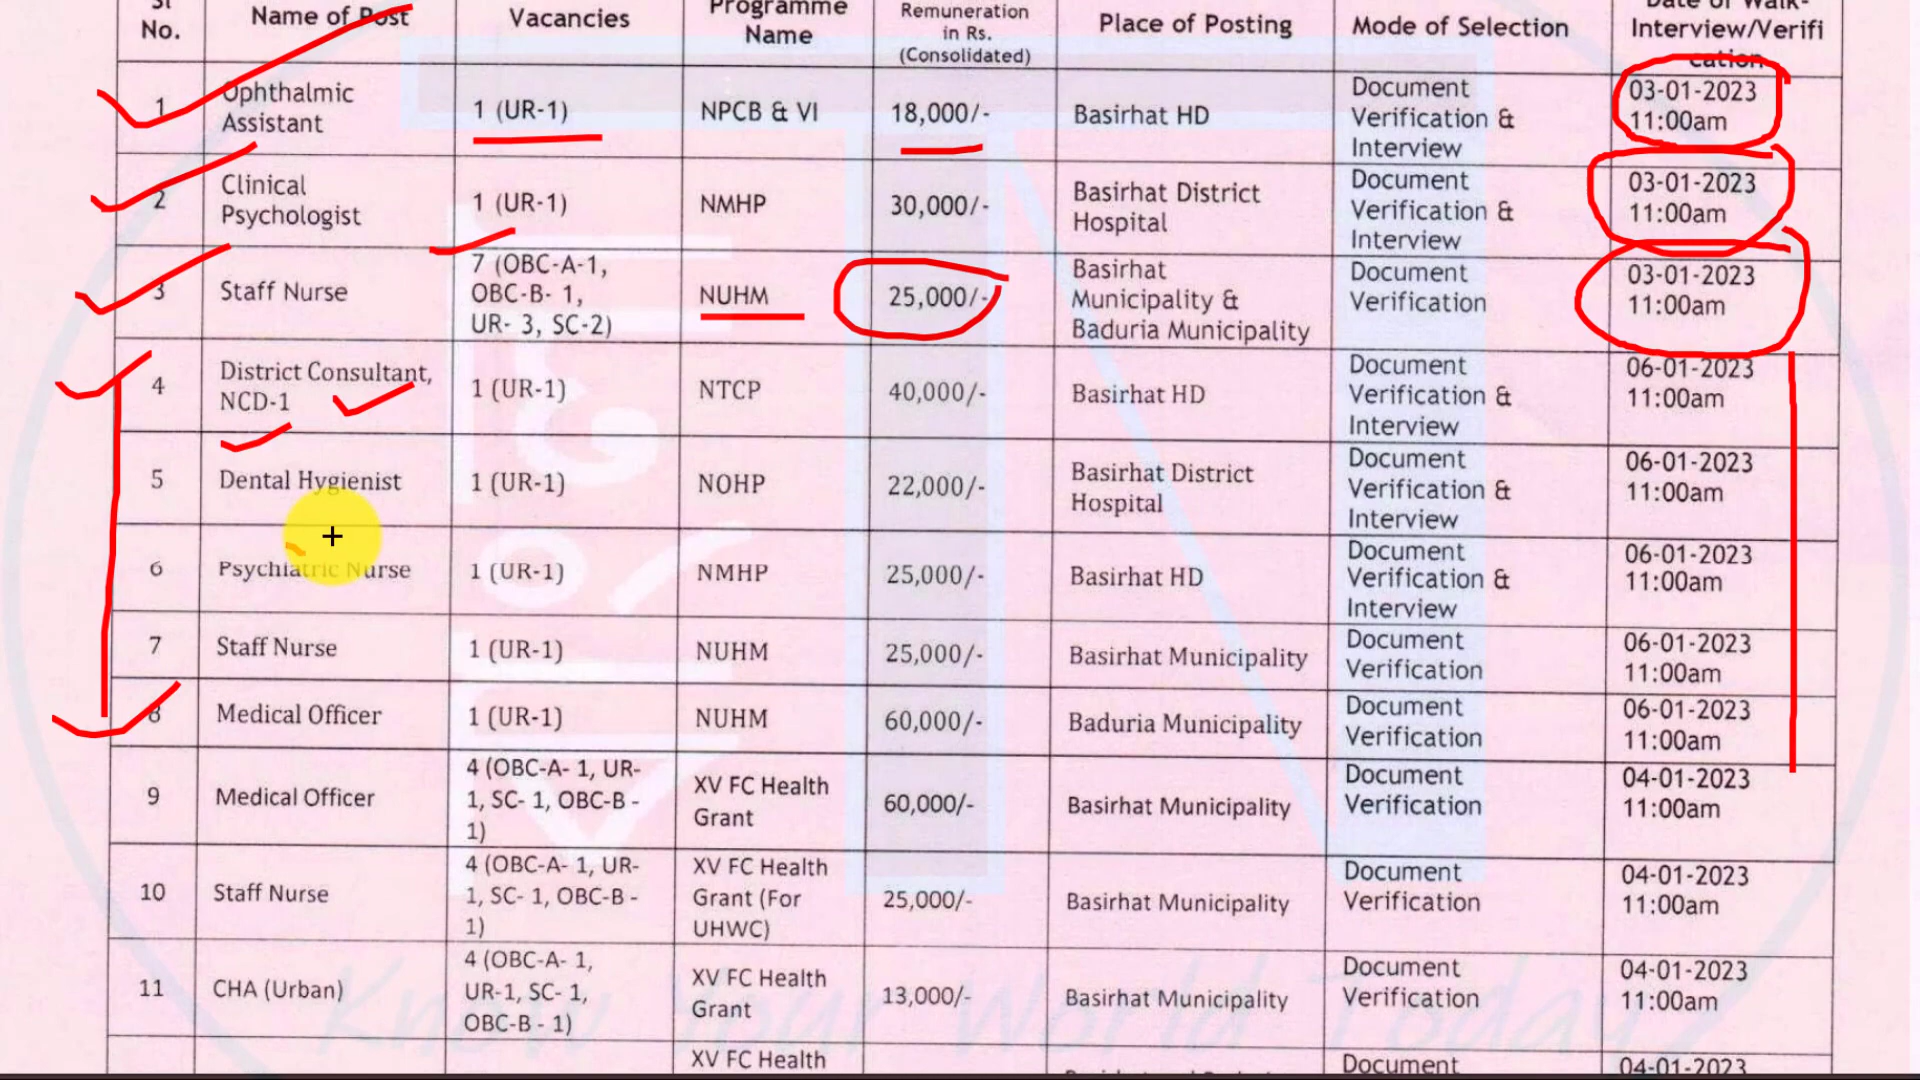 Sl No. Name of Post Vacancies Programme Name Remuneration in Rs. (Consolidated) Place of Posting Mode of Selection Date of Walk-Interview/Verification
1 Ophthalmic Assistant 1 (UR-1) NPCB & VI 18,000/- Basirhat HD Document Verification & Interview 03-01-2023 11:00am
2 Clinical Psychologist 1 (UR-1) NMHP 30,000/- Basirhat District Hospital Document Verification & Interview 03-01-2023 11:00am
3 Staff Nurse 7 (OBC-A-1, OBC-B- 1, UR- 3, SC-2) NUHM 25,000/- Basirhat Municipality & Baduria Municipality Document Verification 03-01-2023 11:00am
4 District Consultant, NCD-1 1 (UR-1) NTCP 40,000/- Basirhat HD Document Verification & Interview 06-01-2023 11:00am
5 Dental Hygienist 1 (UR-1) NOHP 22,000/- Basirhat District Hospital Document Verification & Interview 06-01-2023 11:00am
6 Psychiatric Nurse 1 (UR-1) NMHP 25,000/- Basirhat HD Document Verification & Interview 06-01-2023 11:00am
7 Staff Nurse 1 (UR-1) NUHM 25,000/- Basirhat Municipality Document Verification 06-01-2023 11:00am
8 Medical Officer 1 (UR-1) NUHM 60,000/- Baduria Municipality Document Verification 06-01-2023 11:00am
9 Medical Officer 4 (OBC-A- 1, UR- 1, SC- 1, OBC-B - 1) XV FC Health Grant 60,000/- Basirhat Municipality Document Verification 04-01-2023 11:00am
10 Staff Nurse 4 (OBC-A- 1, UR- 1, SC- 1, OBC-B - 1) XV FC Health Grant (For UHWC) 25,000/- Basirhat Municipality Document Verification 04-01-2023 11:00am
11 CHA (Urban) 4 (OBC-A- 1, UR-1, SC- 1, OBC-B - 1) XV FC Health Grant 13,000/- Basirhat Municipality Document Verification 04-01-2023 11:00am
XV FC Health Document 04-01-2023
Know Your World Today